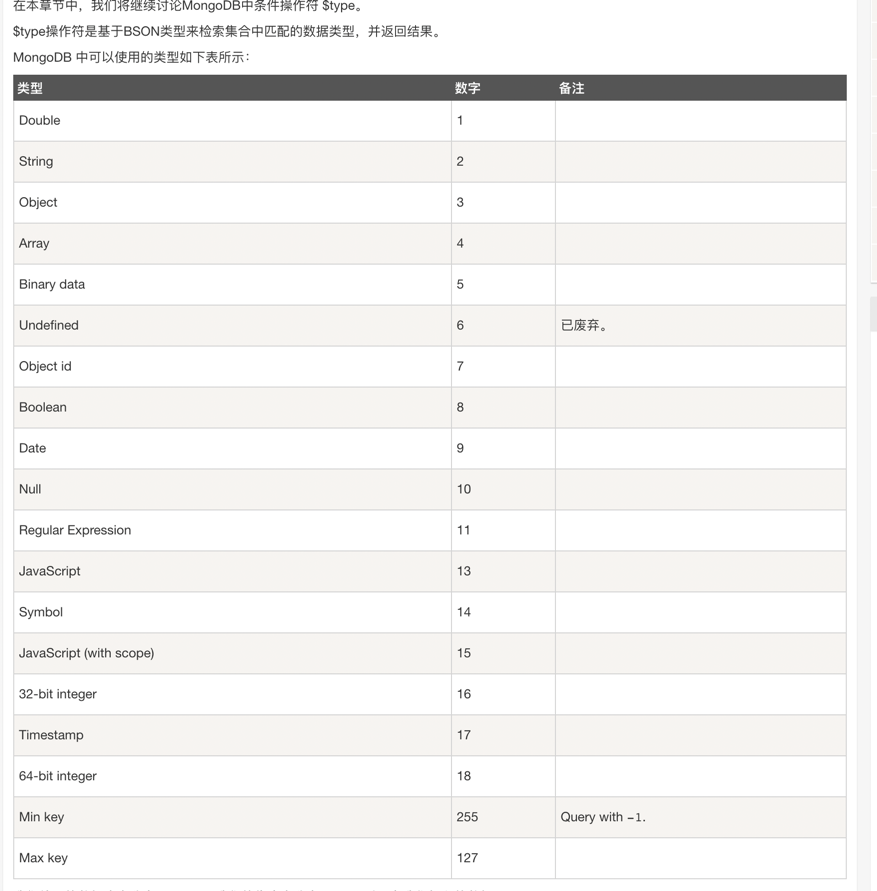 在本章节中，我们将继续讨论MongoDB中条件操作符 $type。
$type操作符是基于BSON类型来检索集合中匹配的数据类型，并返回结果。
MongoDB 中可以使用的类型如下表所示：
类型 数字 备注
Double 1
String 2
Object 3
Array 4
Binary data 5
Undefined 6 已废弃。
Object id 7
Boolean 8
Date 9
Null 10
Regular Expression 11
JavaScript 13
Symbol 14
JavaScript (with scope) 15
32-bit integer 16
Timestamp 17
64-bit integer 18
Min key 255 Query with -1.
Max key 127